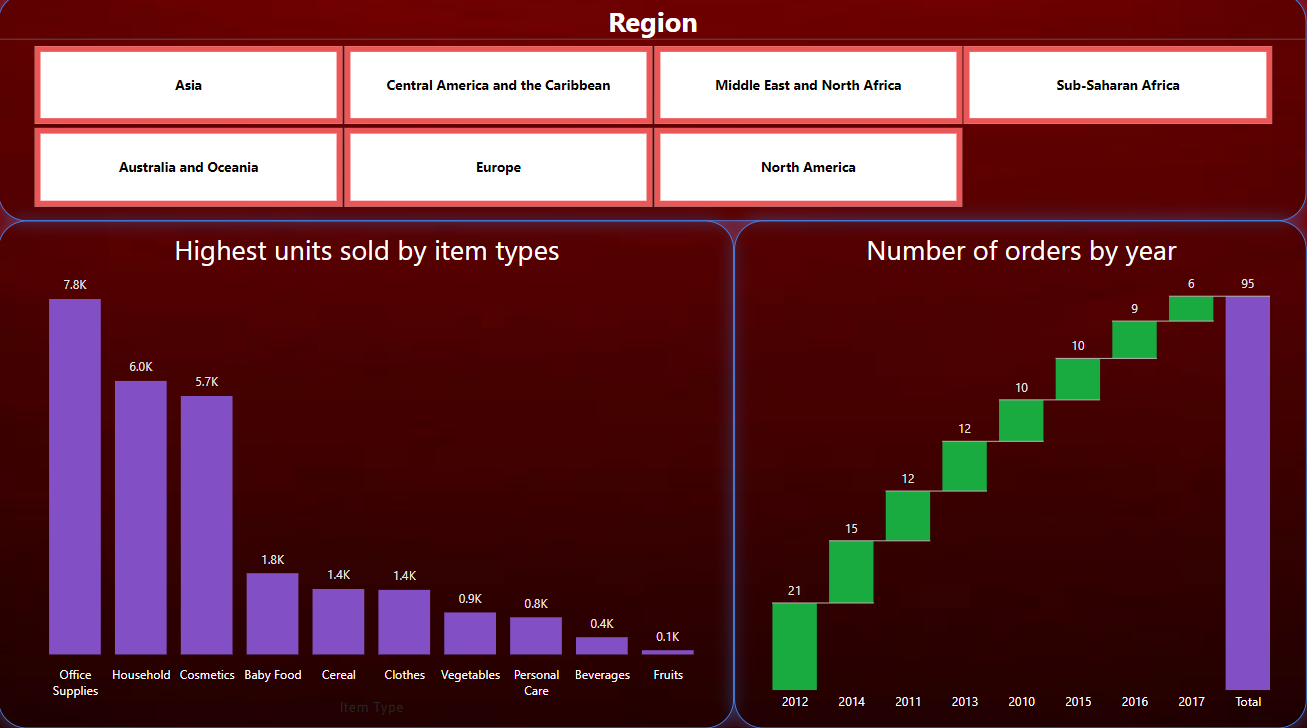 Region
Asia
Central America and the Caribbean
Middle East and North Africa
Sub-Saharan Africa
Australia and Oceania
Europe
North America
Highest units sold by item types
7.8K
6.0K
5.7K
1.8K
1.4K
1.4K
0.9K
0.8K
0.4K
0.1K
Office
Supplies
Household
Cosmetics
Baby Food
Cereal
Clothes
Vegetables
Personal
Care
Beverages
Fruits
Item Type
Number of orders by year
21
15
12
12
10
10
9
6
95
2012
2014
2011
2013
2010
2015
2016
2017
Total